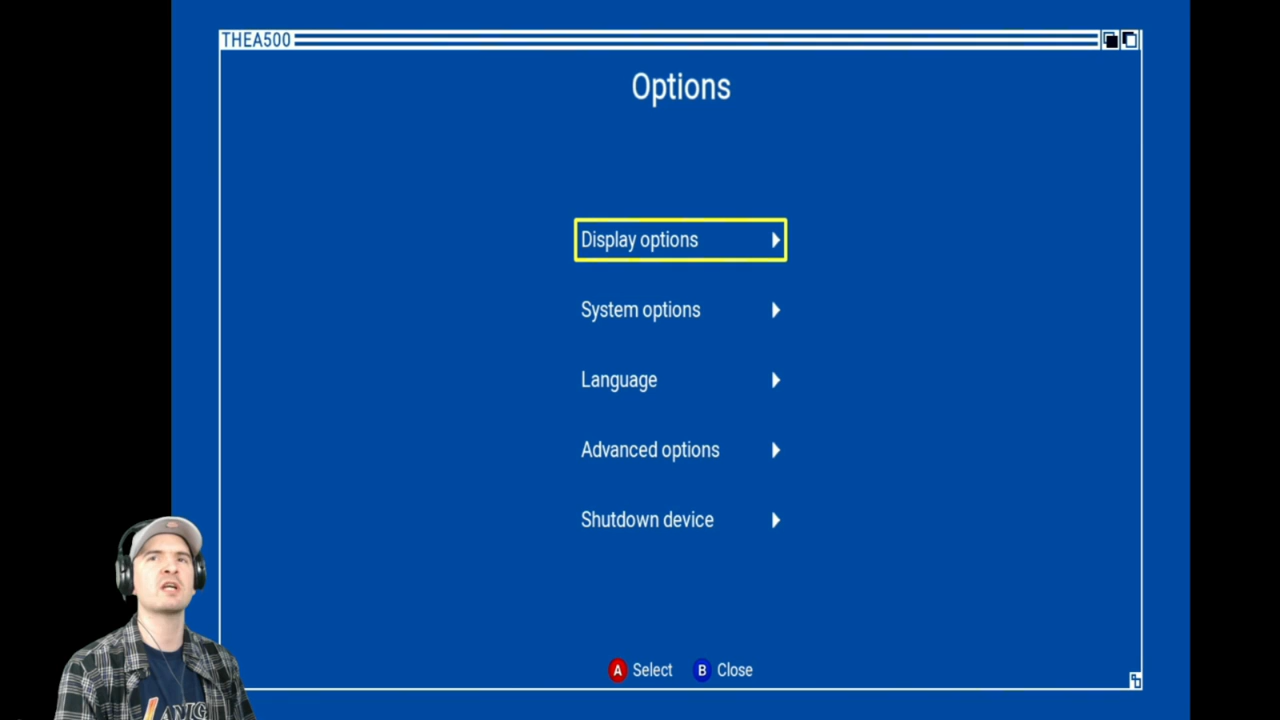 THEA500
Options
Display options
System options
Language
Advanced options
Shutdown device
A Select B Close